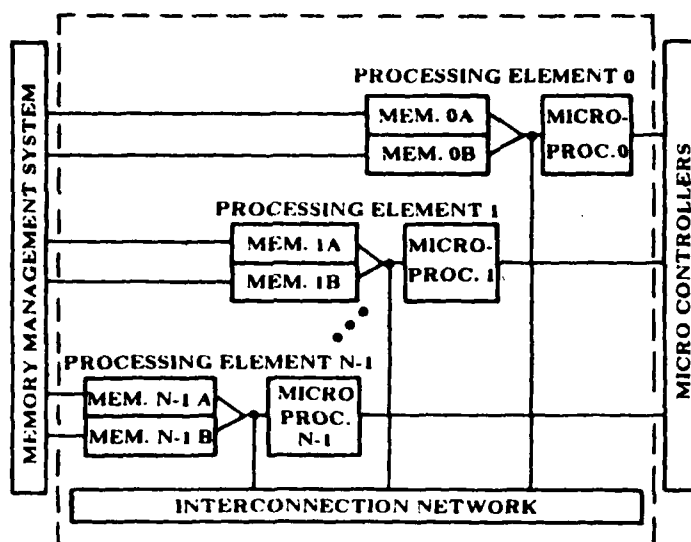 PROCESSING ELEMENT 0
MEM. 0A
MEM. 0B
MICRO-
PROC.0
PROCESSING ELEMENT 1
MEM. 1A
MEM. 1B
MICRO-
PROC. 1
PROCESSING ELEMENT N-1
MEM. N-1 A
MEM. N-1 B
MICRO
PROC.
N-1
INTERCONNECTION NETWORK
MEMORY MANAGEMENT SYSTEM
MICRO CONTROLLERS